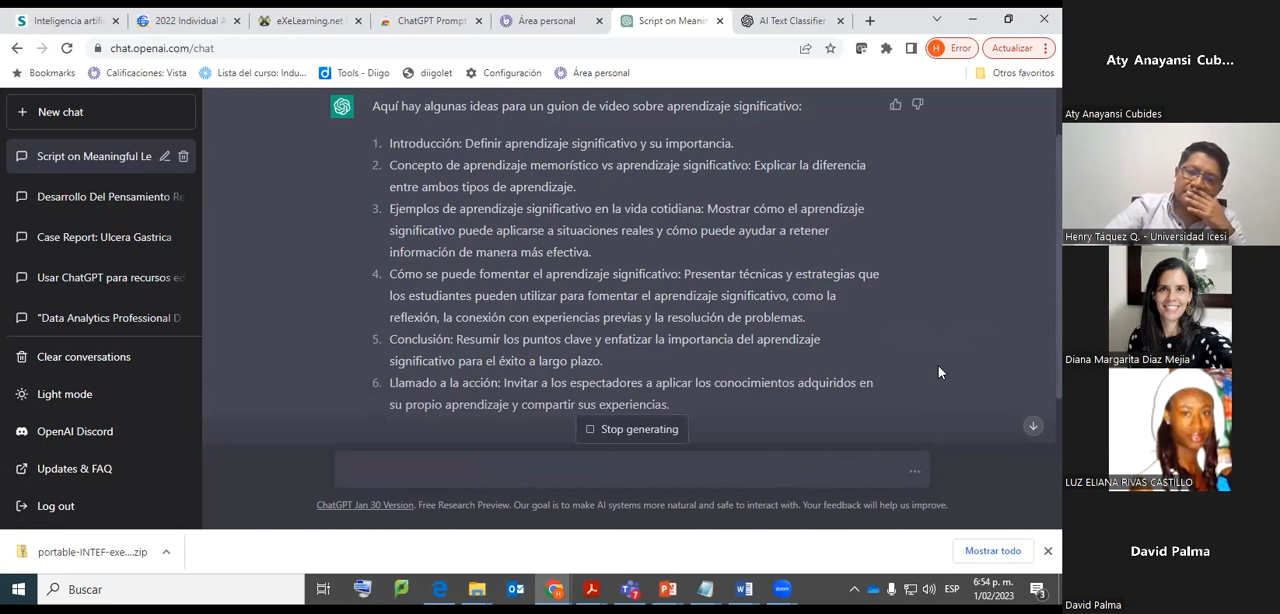 Inteligencia artifici
2022 Individual A
eXeLearning.net
ChatGPT Prompt
Área personal
Script on Meanin
AI Text Classifier
chat.openai.com/chat
H Error
Actualizar
Bookmarks
Calificaciones: Vista
Lista del curso: Indu...
Tools - Diigo
diigolet
Configuración
Área personal
Otros favoritos
New chat
Script on Meaningful Le
Desarrollo Del Pensamiento Re
Case Report: Ulcera Gastrica
Usar ChatGPT para recursos ed
"Data Analytics Professional D
Clear conversations
Light mode
OpenAI Discord
Updates & FAQ
Log out
Aquí hay algunas ideas para un guion de video sobre aprendizaje significativo:
1. Introducción: Definir aprendizaje significativo y su importancia.
2. Concepto de aprendizaje memorístico vs aprendizaje significativo: Explicar la diferencia
entre ambos tipos de aprendizaje.
3. Ejemplos de aprendizaje significativo en la vida cotidiana: Mostrar cómo el aprendizaje
significativo puede aplicarse a situaciones reales y cómo puede ayudar a retener
información de manera más efectiva.
4. Cómo se puede fomentar el aprendizaje significativo: Presentar técnicas y estrategias que
los estudiantes pueden utilizar para fomentar el aprendizaje significativo, como la
reflexión, la conexión con experiencias previas y la resolución de problemas.
5. Conclusión: Resumir los puntos clave y enfatizar la importancia del aprendizaje
significativo para el éxito a largo plazo.
6. Llamado a la acción: Invitar a los espectadores a aplicar los conocimientos adquiridos en
su propio aprendizaje y compartir sus experiencias.
Stop generating
ChatGPT Jan 30 Version. Free Research Preview. Our goal is to make AI systems more natural and safe to interact with. Your feedback will help us improve.
portable-INTEF-exe....zip
Mostrar todo
Buscar
ESP
6:54 p. m.
1/02/2023
3
Aty Anayansi Cub...
Aty Anayansi Cubides
Henry Táquez Q. - Universidad Icesi
Diana Margarita Diaz Mejia
LUZ ELIANA RIVAS CASTILLO
David Palma
David Palma